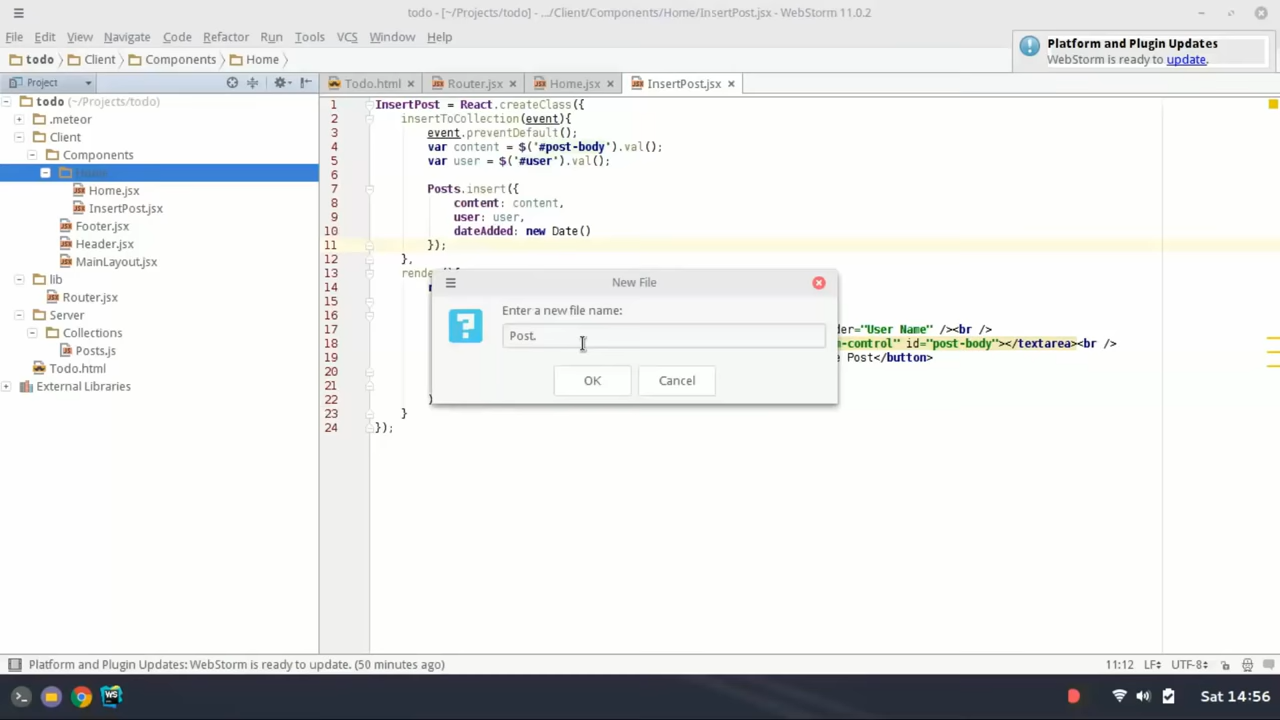 todo - [~/Projects/todo] - .../Client/Components/Home/InsertPost.jsx - WebStorm 11.0.2
File Edit View Navigate Code Refactor Run Tools VCS Window Help
Platform and Plugin Updates
WebStorm is ready to update.
todo Client Components Home
Project
Todo.html Router.jsx Home.jsx InsertPost.jsx
todo (~/Projects/todo)
.meteor
Client
Components
Home
Home.jsx
InsertPost.jsx
Footer.jsx
Header.jsx
MainLayout.jsx
lib
Router.jsx
Server
Collections
Posts.js
Todo.html
External Libraries
1 InsertPost = React.createClass({
2 insertToCollection(event){
3 event.preventDefault();
4 var content = $('#post-body').val();
5 var user = $('#user').val();
6
7 Posts.insert({
8 content: content,
9 user: user,
10 dateAdded: new Date()
11 });
12 },
13 rende
14
15
16
17 der="User Name" /><br />
18 -control" id="post-body"></textarea><br />
19 Post</button>
20
21
22 )
23 }
24 });
New File
Enter a new file name:
Post.
OK Cancel
Platform and Plugin Updates: WebStorm is ready to update. (50 minutes ago)
11:12 LF UTF-8
WS
Sat 14:56